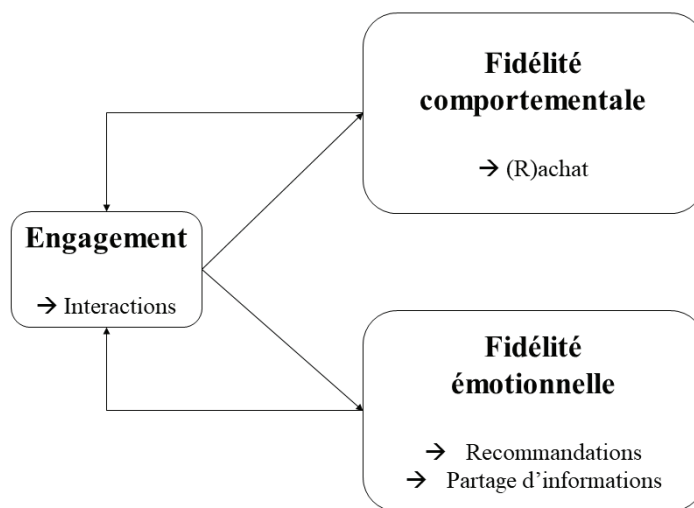 Fidélité
comportementale
→ (R)achat
Engagement
→ Interactions
Fidélité
émotionnelle
→ Recommandations
→ Partage d’informations